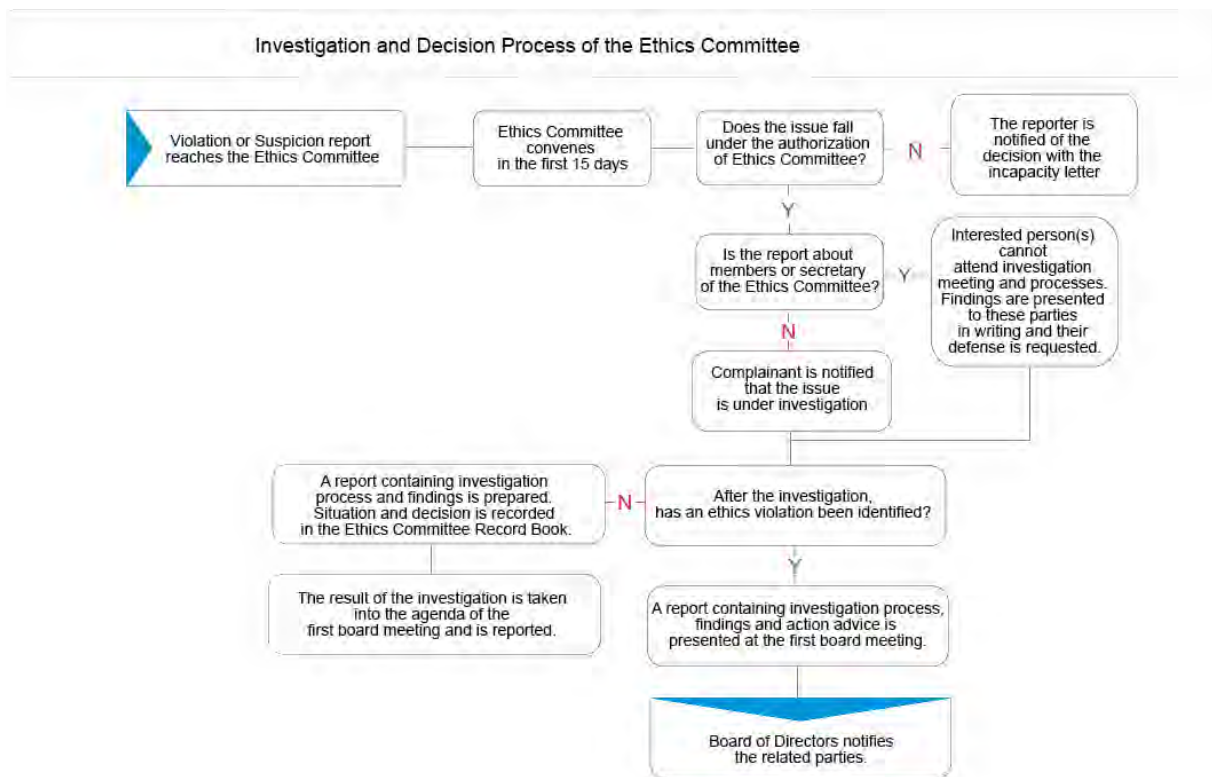 Investigation and Decision Process of the Ethics Committee
Violation or Suspicion report
reaches the Ethics Committee
Ethics Committee
convenes
in the first 15 days
Does the issue fall
under the authorization
of Ethics Committee?
N
The reporter is
notified of the
decision with the
incapacity letter
Y
Is the report about
members or secretary
of the Ethics Committee?
Y
Interested person(s)
cannot
attend investigation
meeting and processes.
Findings are presented
to these parties
in writing and their
defense is requested.
N
Complainant is notified
that the issue
is under investigation
After the investigation,
has an ethics violation been identified?
N
A report containing investigation
process and findings is prepared.
Situation and decision is recorded
in the Ethics Committee Record Book.
The result of the investigation is taken
into the agenda of the
first board meeting and is reported.
Y
A report containing investigation process,
findings and action advice is
presented at the first board meeting.
Board of Directors notifies
the related parties.